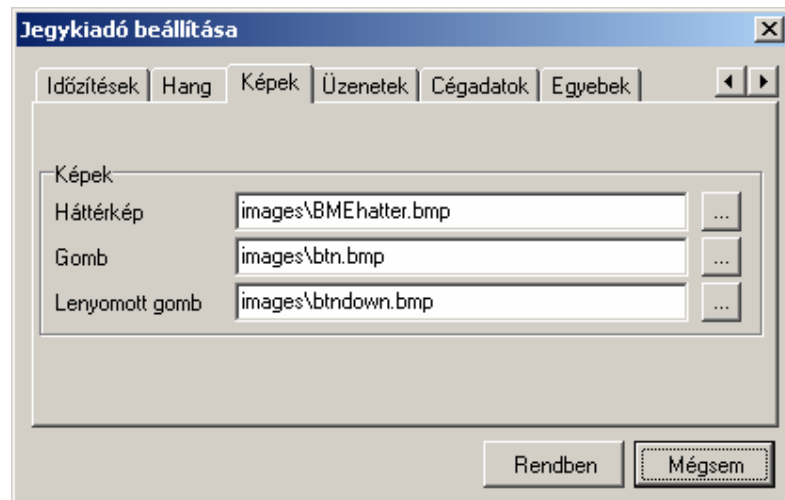 Jegykiadó beállítása
Időzítések Hang Képek Üzenetek Cégadatok Egyebek
Képek
Háttérkép images\BMEhatter.bmp ...
Gomb images\btn.bmp ...
Lenyomott gomb images\btndown.bmp ...
Rendben Mégsem